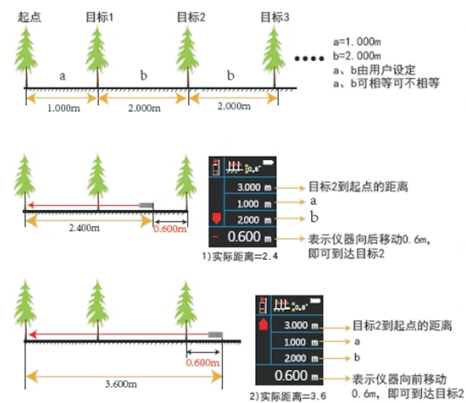 起点 目标1 目标2 目标3
a b b
1.000m 2.000m 2.000m
a=1.000m
b=2.000m
a、b由用户设定
a、b可相等可不相等
2.400m 0.600m
3.000 m
1.000 m
2.000 m
- 0.600 m
目标2到起点的距离
a
b
表示仪器向后移动0.6m,
即可到达目标2
1)实际距离=2.4
0.600m
3.600m
3.000 m
1.000 m
2.000 m
0.600 m
目标2到起点的距离
a
b
表示仪器向前移动
0.6m, 即可到达目标2
2)实际距离=3.6